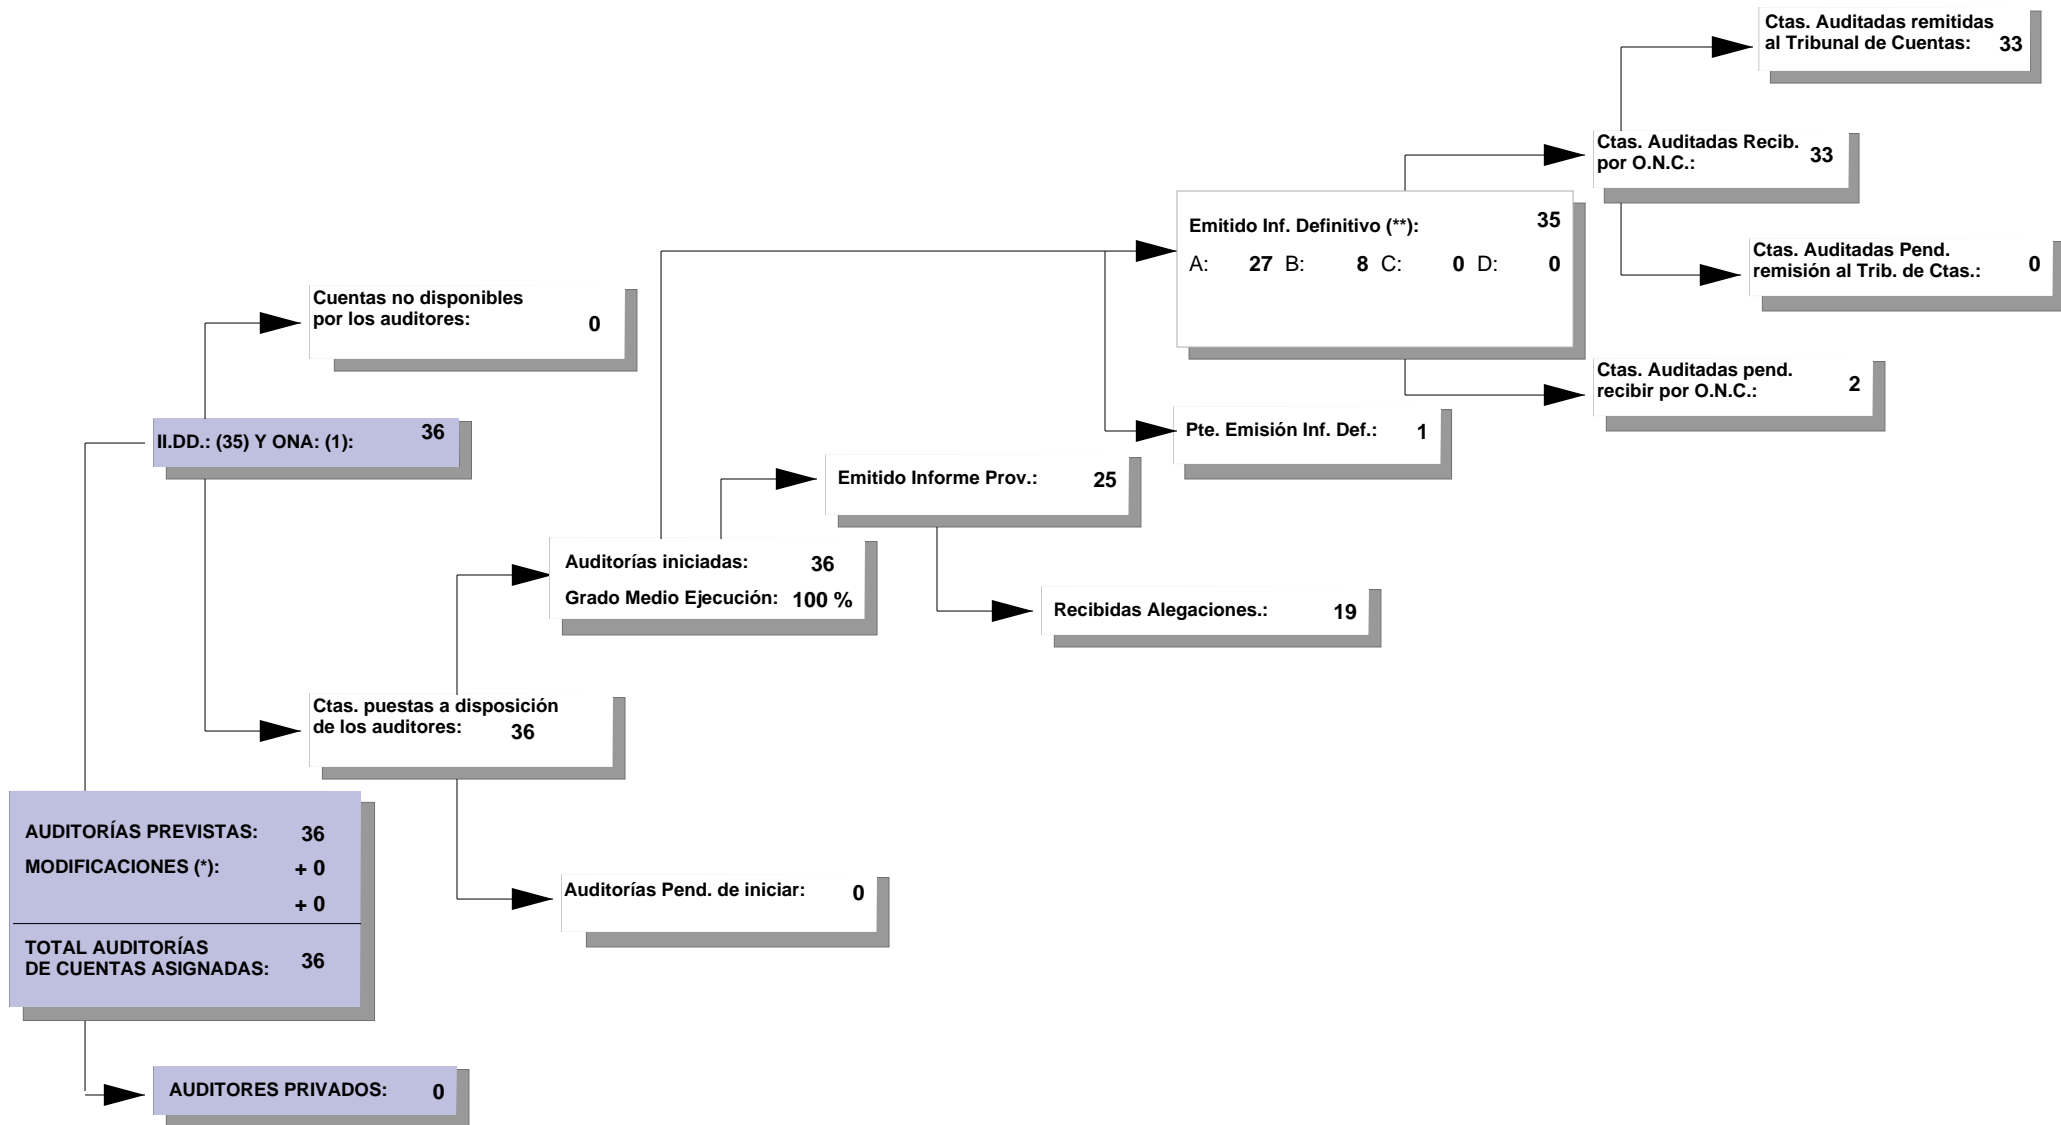 Ctas. Auditadas remitidas
al Tribunal de Cuentas: 33
Ctas. Auditadas Recib.
por O.N.C.: 33
Emitido Inf. Definitivo (**): 35
A: 27 B: 8 C: 0 D: 0
Ctas. Auditadas Pend.
remisión al Trib. de Ctas.: 0
Cuentas no disponibles
por los auditores: 0
Ctas. Auditadas pend.
recibir por O.N.C.: 2
II.DD.: (35) Y ONA: (1): 36
Pte. Emisión Inf. Def.: 1
Emitido Informe Prov.: 25
Auditorías iniciadas: 36
Grado Medio Ejecución: 100 %
Recibidas Alegaciones.: 19
Ctas. puestas a disposición
de los auditores: 36
AUDITORÍAS PREVISTAS: 36
MODIFICACIONES (*): + 0
+ 0
Auditorías Pend. de iniciar: 0
TOTAL AUDITORÍAS
DE CUENTAS ASIGNADAS: 36
AUDITORES PRIVADOS: 0